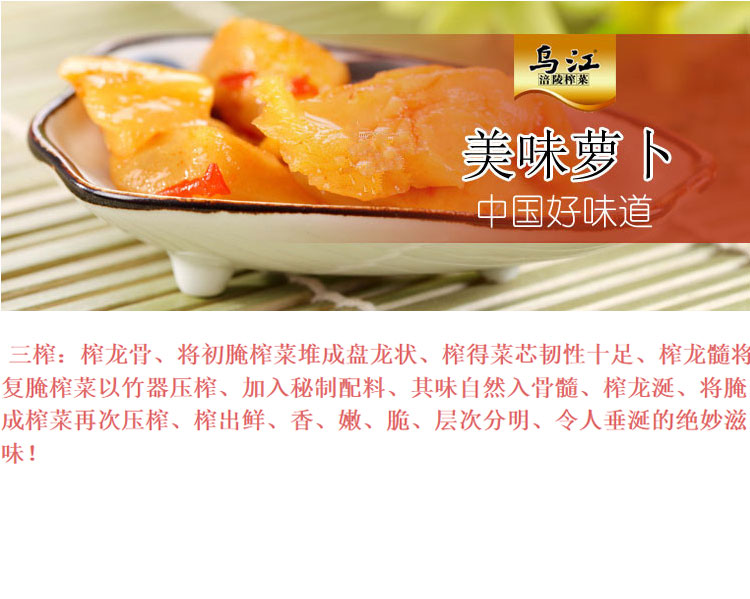 乌江
涪陵榨菜
美味萝卜
中国好味道
三榨：榨龙骨、将初腌榨菜堆成盘龙状、榨得菜芯韧性十足、榨龙髓将
复腌榨菜以竹器压榨、加入秘制配料、其味自然入骨髓、榨龙涎、将腌
成榨菜再次压榨、榨出鲜、香、嫩、脆、层次分明、令人垂涎的绝妙滋
味！